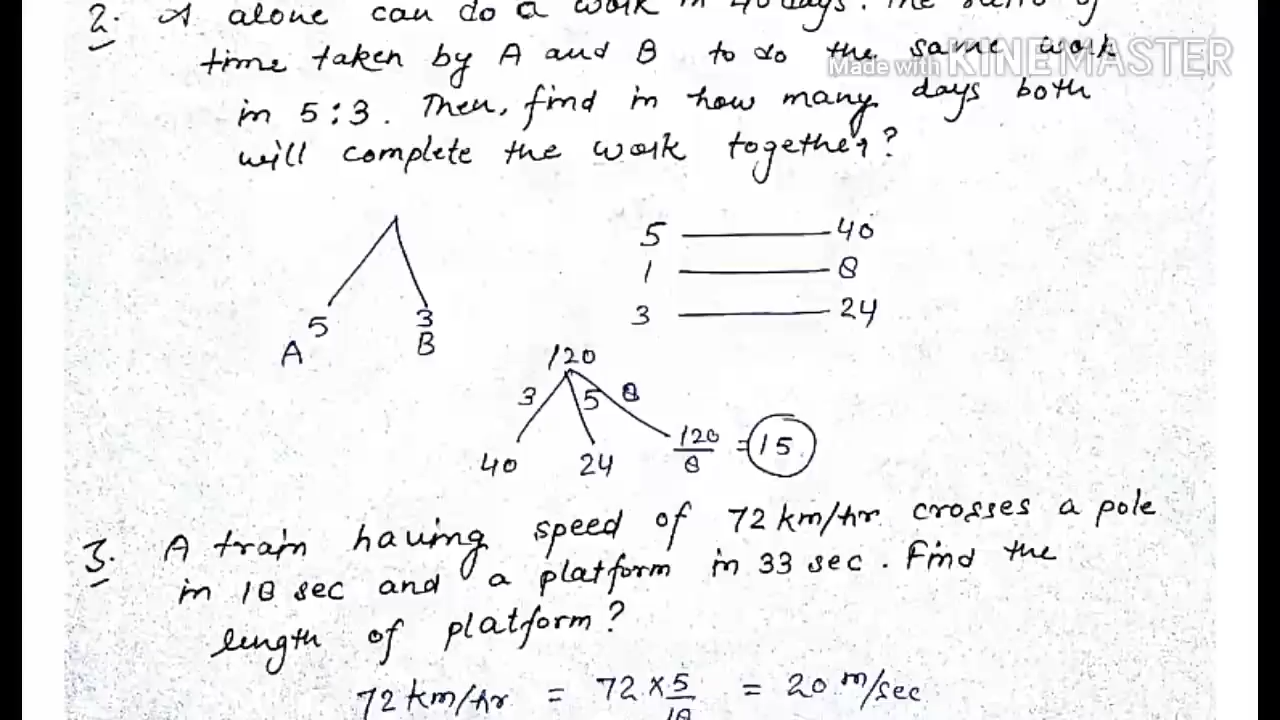 2. A alone can do a work in 40 days. The ratio of
time taken by A and B to do the same work
Made with KINEMASTER
in 5:3. Then, find in how many days both
will complete the work together?
5 —— 40
1 —— 8
3 —— 24
5 3
A B
120
3 5 8
40 24 120/8 = 15
3. A train having speed of 72 km/hr crosses a pole
in 18 sec and a platform in 33 sec. Find the
length of platform?
72 km/hr = 72 × 5/18 = 20 m/sec